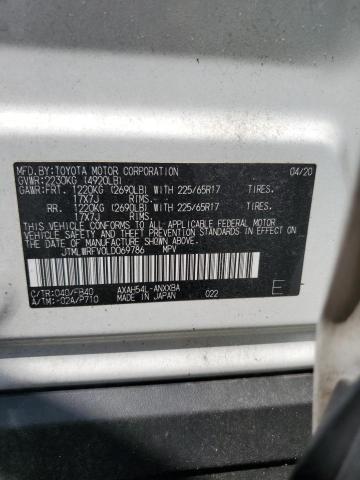 MFD.BY:TOYOTA MOTOR CORPORATION 04/20
GVWR:2230KG (4920LB)
GAWR:FRT. 1220KG (2690LB) WITH 225/65R17 TIRES.
17X7J RIMS.
RR. 1220KG (2690LB) WITH 225/65R17 TIRES.
17X7J RIMS.
THIS VEHICLE CONFORMS TO ALL APPLICABLE FEDERAL MOTOR
VEHICLE SAFETY STANDARDS IN EFFECT ON THE DATE OF
MANUFACTURE SHOWN ABOVE.
JTMLWRFV0LD069786 MPV
C/TR:040/FB40 AXAH54L-ANXXBA 022
A/TM:-02A/P710 MADE IN JAPAN E